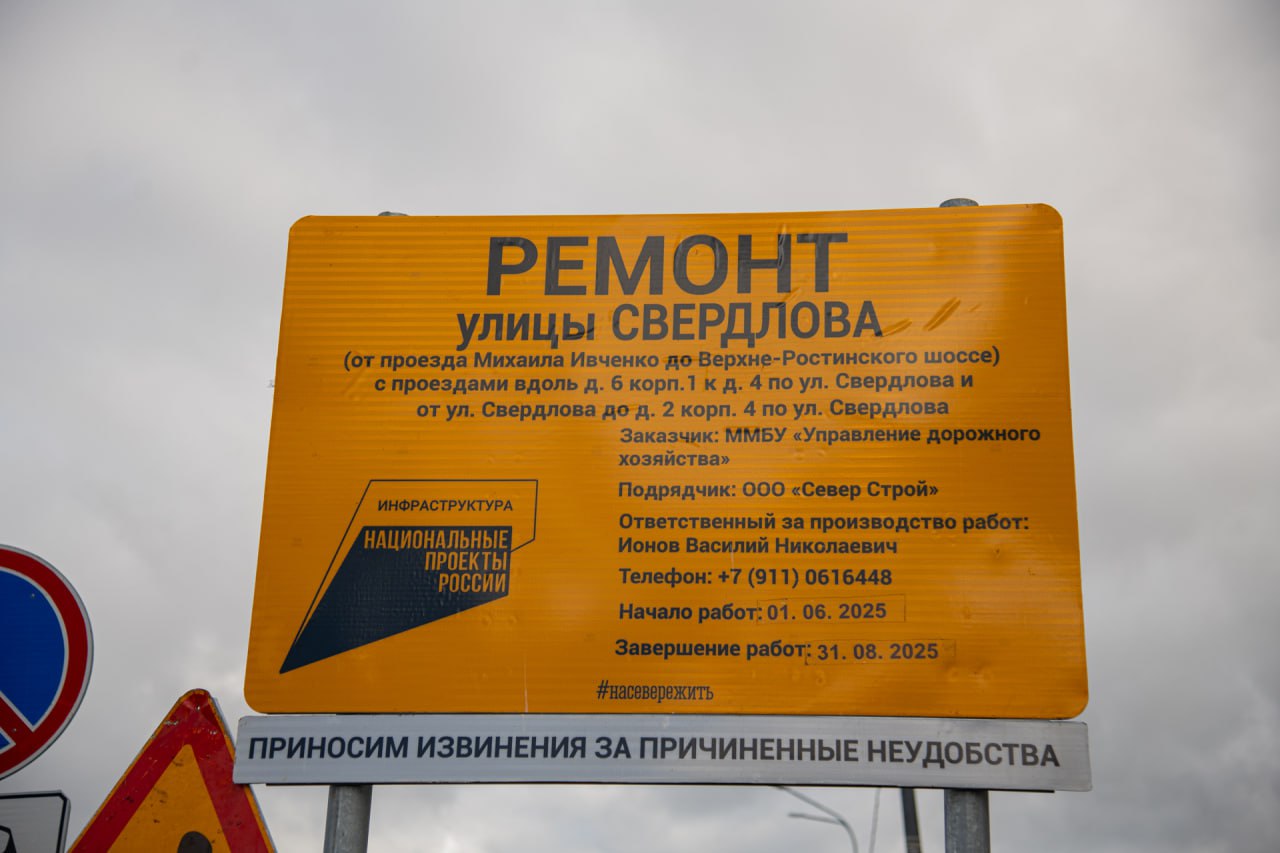 РЕМОНТ
улицы СВЕРДЛОВА
(от проезда Михаила Ивченко до Верхне-Ростинского шоссе)
с проездами вдоль д. 6 корп.1 к д. 4 по ул. Свердлова и
от ул. Свердлова до д. 2 корп. 4 по ул. Свердлова
Заказчик: ММБУ «Управление дорожного
хозяйства»
Подрядчик: ООО «Север Строй»
Ответственный за производство работ:
Ионов Василий Николаевич
Телефон: +7 (911) 0616448
Начало работ: 01. 06. 2025
Завершение работ: 31. 08. 2025
ИНФРАСТРУКТУРА
НАЦИОНАЛЬНЫЕ
ПРОЕКТЫ
РОССИИ
#насевережить
ПРИНОСИМ ИЗВИНЕНИЯ ЗА ПРИЧИНЕННЫЕ НЕУДОБСТВА